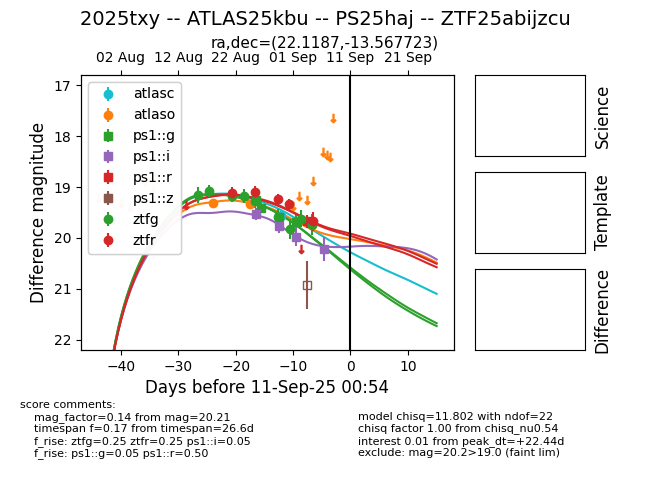 2025txy -- ATLAS25kbu -- PS25haj -- ZTF25abijzcu
ra,dec=(22.1187,-13.567723)
02 Aug 12 Aug 22 Aug 01 Sep 11 Sep 21 Sep
17
18
19
20
21
22
Difference magnitude
atlasc
atlaso
ps1::g
ps1::i
ps1::r
ps1::z
ztfg
ztfr
−40 −30 −20 −10 0 10
Days before 11-Sep-25 00:54
Science
Template
Difference
score comments:
mag_factor=0.14 from mag=20.21
timespan f=0.17 from timespan=26.6d
f_rise: ztfg=0.25 ztfr=0.25 ps1::i=0.05
f_rise: ps1::g=0.05 ps1::r=0.50
model chisq=11.802 with ndof=22
chisq factor 1.00 from chisq_nu0.54
interest 0.01 from peak_dt=+22.44d
exclude: mag=20.2>19.0 (faint lim)